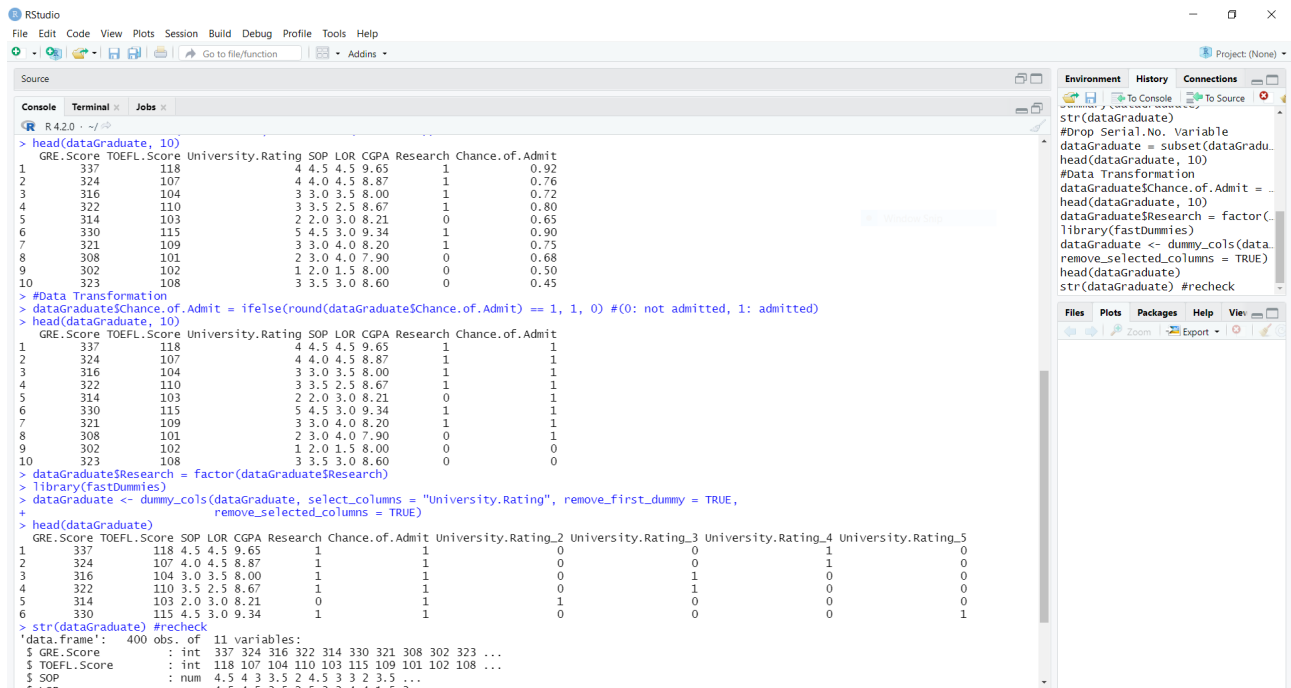 RStudio
File Edit Code View Plots Session Build Debug Profile Tools Help
Go to file/function Addins Project: (None)
Source
Console Terminal Jobs
R 4.2.0 · ~/
> head(dataGraduate, 10)
   GRE.Score TOEFL.Score University.Rating SOP LOR CGPA Research Chance.of.Admit
1 337 118 4 4.5 4.5 9.65 1 0.92
2 324 107 4 4.0 4.5 8.87 1 0.76
3 316 104 3 3.0 3.5 8.00 1 0.72
4 322 110 3 3.5 2.5 8.67 1 0.80
5 314 103 2 2.0 3.0 8.21 0 0.65
6 330 115 5 4.5 3.0 9.34 1 0.90
7 321 109 3 3.0 4.0 8.20 1 0.75
8 308 101 2 3.0 4.0 7.90 0 0.68
9 302 102 1 2.0 1.5 8.00 0 0.50
10 323 108 3 3.5 3.0 8.60 0 0.45
> #Data Transformation
> dataGraduate$Chance.of.Admit = ifelse(round(dataGraduate$Chance.of.Admit) == 1, 1, 0) #(0: not admitted, 1: admitted)
> head(dataGraduate, 10)
   GRE.Score TOEFL.Score University.Rating SOP LOR CGPA Research Chance.of.Admit
1 337 118 4 4.5 4.5 9.65 1 1
2 324 107 4 4.0 4.5 8.87 1 1
3 316 104 3 3.0 3.5 8.00 1 1
4 322 110 3 3.5 2.5 8.67 1 1
5 314 103 2 2.0 3.0 8.21 0 1
6 330 115 5 4.5 3.0 9.34 1 1
7 321 109 3 3.0 4.0 8.20 1 1
8 308 101 2 3.0 4.0 7.90 0 1
9 302 102 1 2.0 1.5 8.00 0 0
10 323 108 3 3.5 3.0 8.60 0 0
> dataGraduate$Research = factor(dataGraduate$Research)
> library(fastDummies)
> dataGraduate <- dummy_cols(dataGraduate, select_columns = "University.Rating", remove_first_dummy = TRUE,
+ remove_selected_columns = TRUE)
> head(dataGraduate)
  GRE.Score TOEFL.Score SOP LOR CGPA Research Chance.of.Admit University.Rating_2 University.Rating_3 University.Rating_4 University.Rating_5
1 337 118 4.5 4.5 9.65 1 1 0 0 1 0
2 324 107 4.0 4.5 8.87 1 1 0 0 1 0
3 316 104 3.0 3.5 8.00 1 1 0 1 0 0
4 322 110 3.5 2.5 8.67 1 1 0 1 0 0
5 314 103 2.0 3.0 8.21 0 1 1 0 0 0
6 330 115 4.5 3.0 9.34 1 1 0 0 0 1
> str(dataGraduate) #recheck
'data.frame': 400 obs. of 11 variables:
 $ GRE.Score : int 337 324 316 322 314 330 321 308 302 323 ...
 $ TOEFL.Score : int 118 107 104 110 103 115 109 101 102 108 ...
 $ SOP : num 4.5 4 3 3.5 2 4.5 3 3 2 3.5 ...
Environment History Connections
To Console To Source
str(dataGraduate)
#Drop Serial.No. Variable
dataGraduate = subset(dataGradu…
head(dataGraduate, 10)
#Data Transformation
dataGraduate$Chance.of.Admit = …
head(dataGraduate, 10)
dataGraduate$Research = factor(…
library(fastDummies)
dataGraduate <- dummy_cols(data…
remove_selected_columns = TRUE)
head(dataGraduate)
str(dataGraduate) #recheck
Files Plots Packages Help
Zoom Export